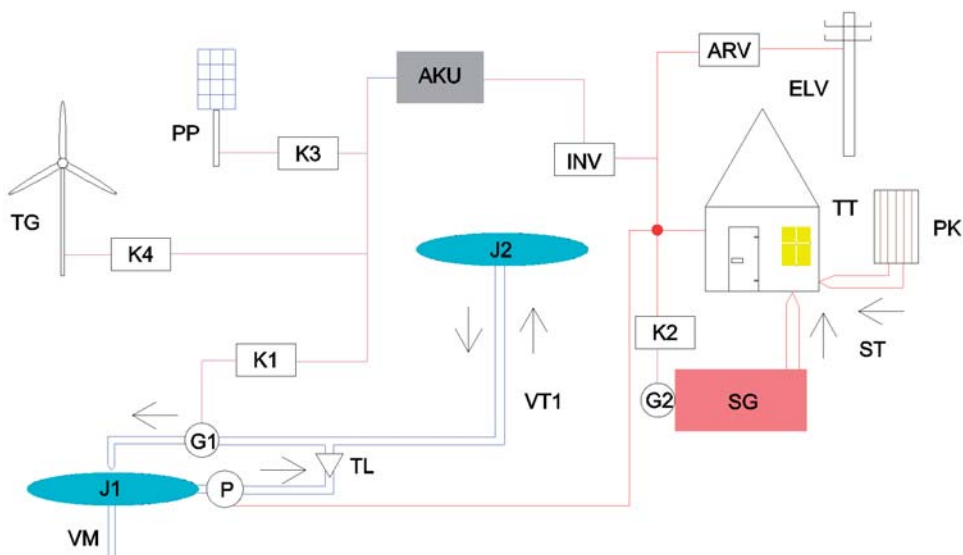 ARV
AKU
ELV
PP
K3
INV
TG
TT
PK
K4
J2
K2
K1
ST
VT1
G2
SG
G1
TL
J1
P
VM